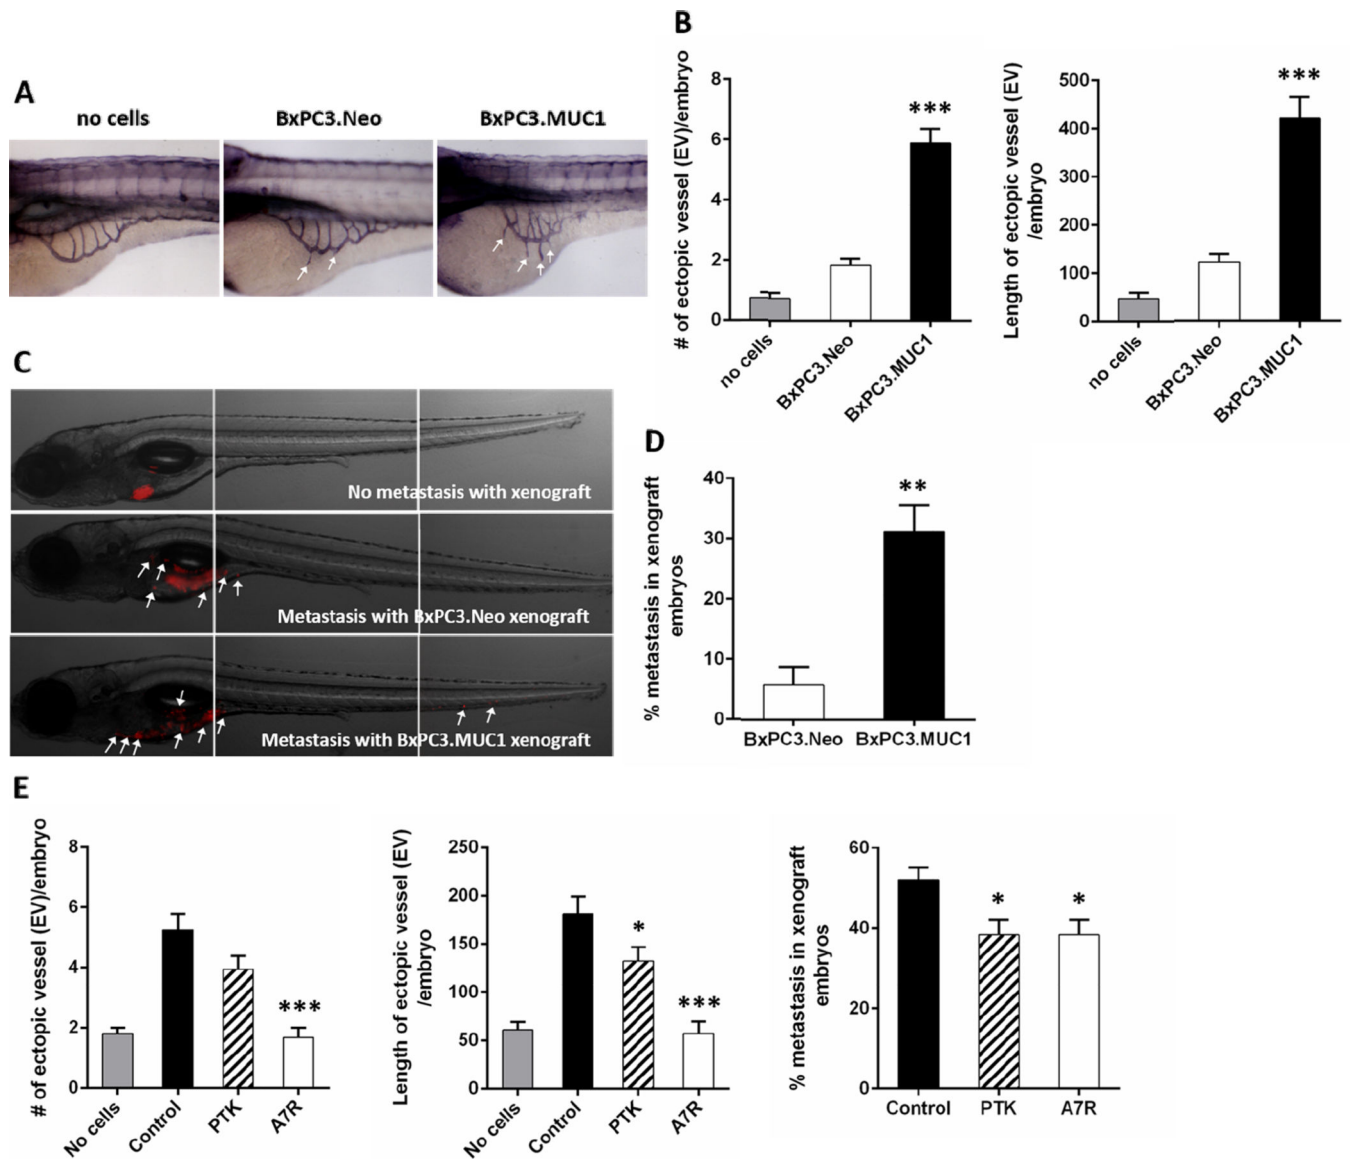 A
no cells
BxPC3.Neo
BxPC3.MUC1
B
# of ectopic vessel (EV)/embryo
8
6
4
2
0
***
no cells
BxPC3.Neo
BxPC3.MUC1
Length of ectopic vessel (EV)
/embryo
500
400
300
200
100
0
***
no cells
BxPC3.Neo
BxPC3.MUC1
C
No metastasis with xenograft
Metastasis with BxPC3.Neo xenograft
Metastasis with BxPC3.MUC1 xenograft
D
% metastasis in xenograft
embryos
40
30
20
10
0
**
BxPC3.Neo
BxPC3.MUC1
E
# of ectopic vessel (EV)/embryo
8
6
4
2
0
***
No cells
Control
PTK
A7R
Length of ectopic vessel (EV)
/embryo
250
200
150
100
50
0
*
***
No cells
Control
PTK
A7R
% metastasis in xenograft
embryos
60
40
20
0
*
*
Control
PTK
A7R